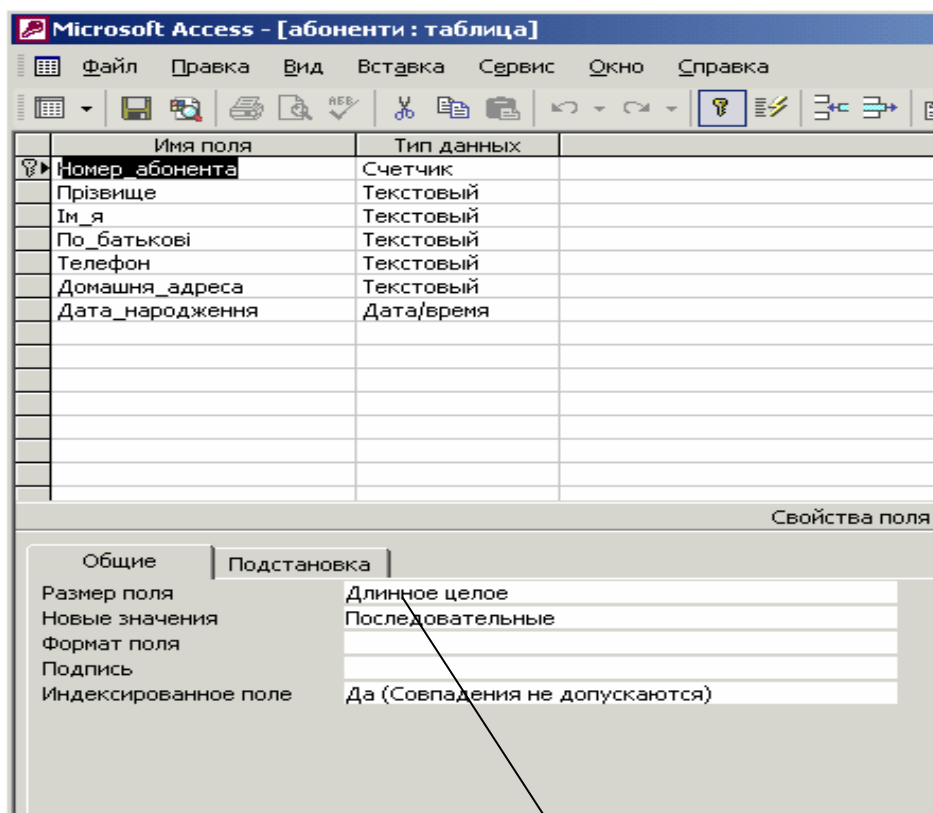 Microsoft Access - [абоненти : таблица]
Файл Правка Вид Вставка Сервис Окно Справка
Имя поля Тип данных
Номер_абонента Счетчик
Прізвище Текстовый
Ім_я Текстовый
По_батькові Текстовый
Телефон Текстовый
Домашня_адреса Текстовый
Дата_народження Дата/время
Свойства поля
Общие Подстановка
Размер поля Длинное целое
Новые значения Последовательные
Формат поля
Подпись
Индексированное поле Да (Совпадения не допускаются)